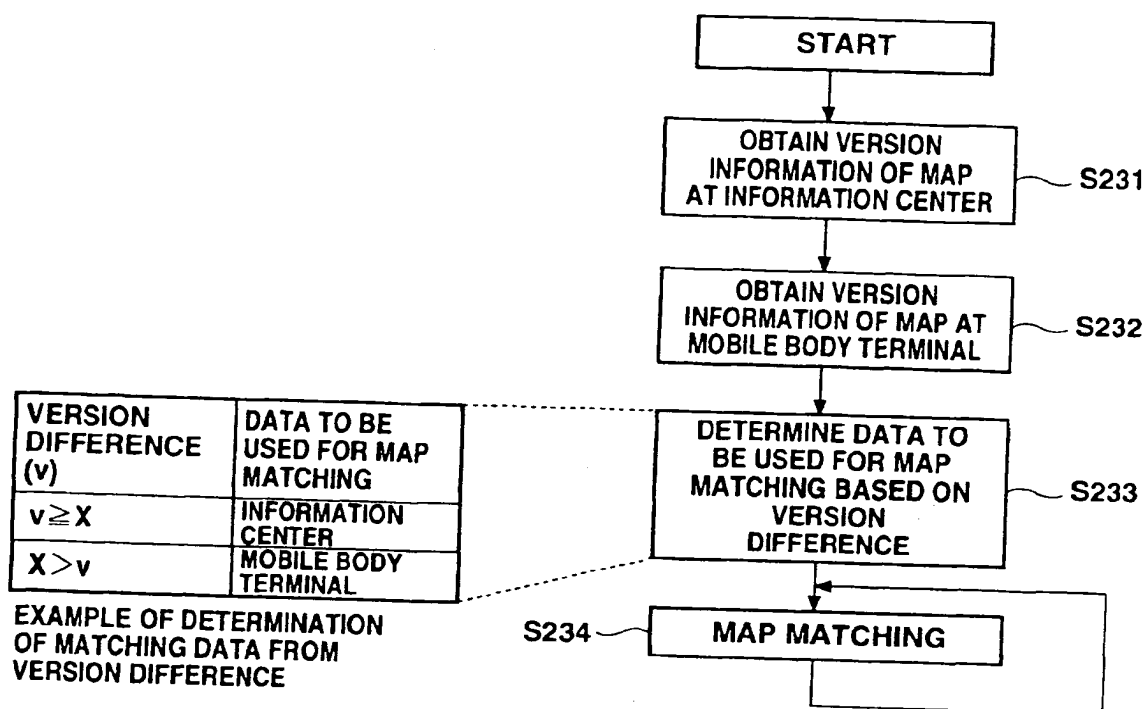 START
OBTAIN VERSION
INFORMATION OF MAP
AT INFORMATION CENTER
S231
OBTAIN VERSION
INFORMATION OF MAP AT
MOBILE BODY TERMINAL
S232
DETERMINE DATA TO
BE USED FOR MAP
MATCHING BASED ON
VERSION
DIFFERENCE
S233
VERSION
DIFFERENCE
(v)
DATA TO BE
USED FOR MAP
MATCHING
v≧X
INFORMATION
CENTER
X>v
MOBILE BODY
TERMINAL
EXAMPLE OF DETERMINATION
OF MATCHING DATA FROM
VERSION DIFFERENCE
S234
MAP MATCHING